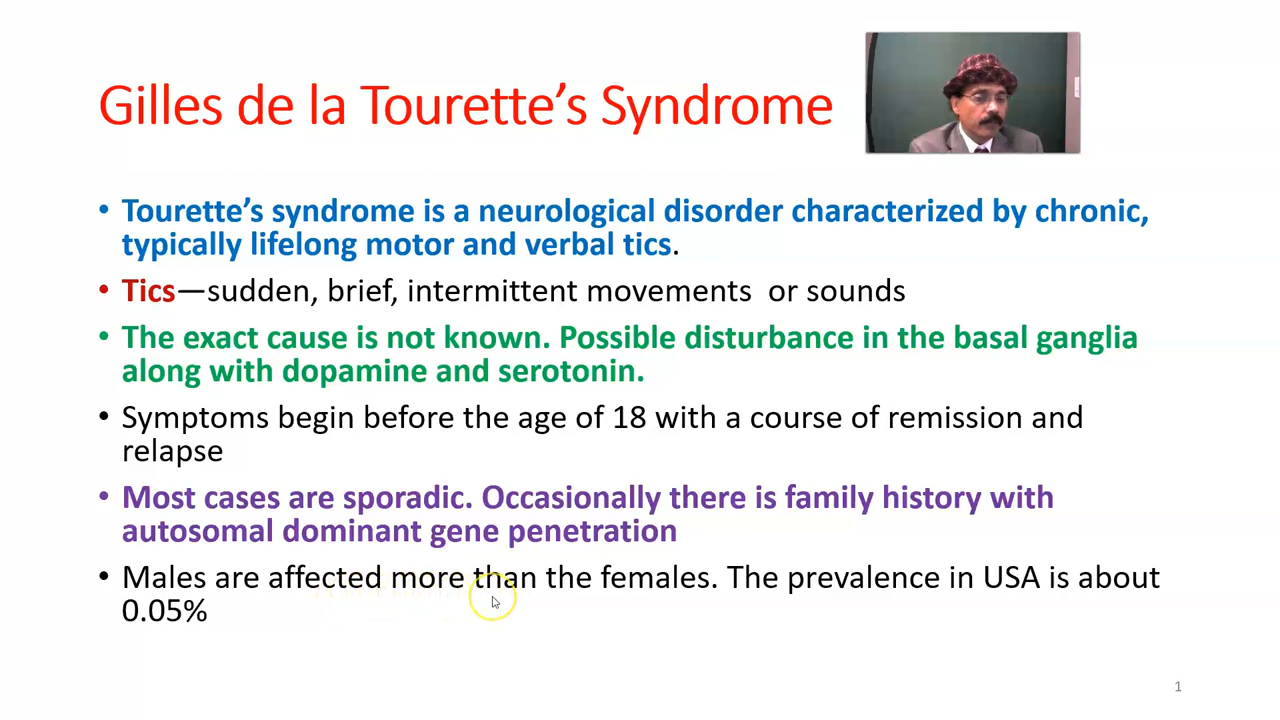 Gilles de la Tourette's Syndrome
• Tourette's syndrome is a neurological disorder characterized by chronic,
typically lifelong motor and verbal tics.
• Tics—sudden, brief, intermittent movements  or sounds
• The exact cause is not known. Possible disturbance in the basal ganglia
along with dopamine and serotonin.
• Symptoms begin before the age of 18 with a course of remission and
relapse
• Most cases are sporadic. Occasionally there is family history with
autosomal dominant gene penetration
• Males are affected more than the females. The prevalence in USA is about
0.05%
1